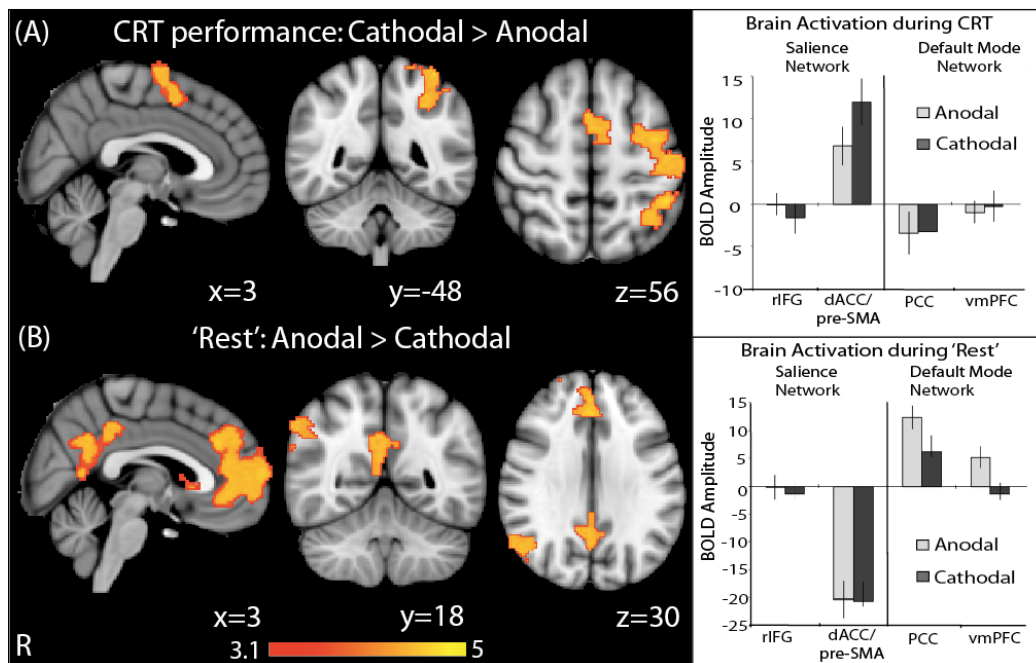 (A) CRT performance: Cathodal > Anodal
x=3 y=-48 z=56
Brain Activation during CRT
Salience Network
Default Mode Network
Anodal
Cathodal
BOLD Amplitude
15
10
5
0
-5
-10
rIFG dACC/pre-SMA PCC vmPFC
(B) 'Rest': Anodal > Cathodal
x=3 y=18 z=30
R 3.1 5
Brain Activation during 'Rest'
Salience Network
Default Mode Network
BOLD Amplitude
15
10
5
0
-5
-10
-15
-20
-25
Anodal
Cathodal
rIFG dACC/pre-SMA PCC vmPFC